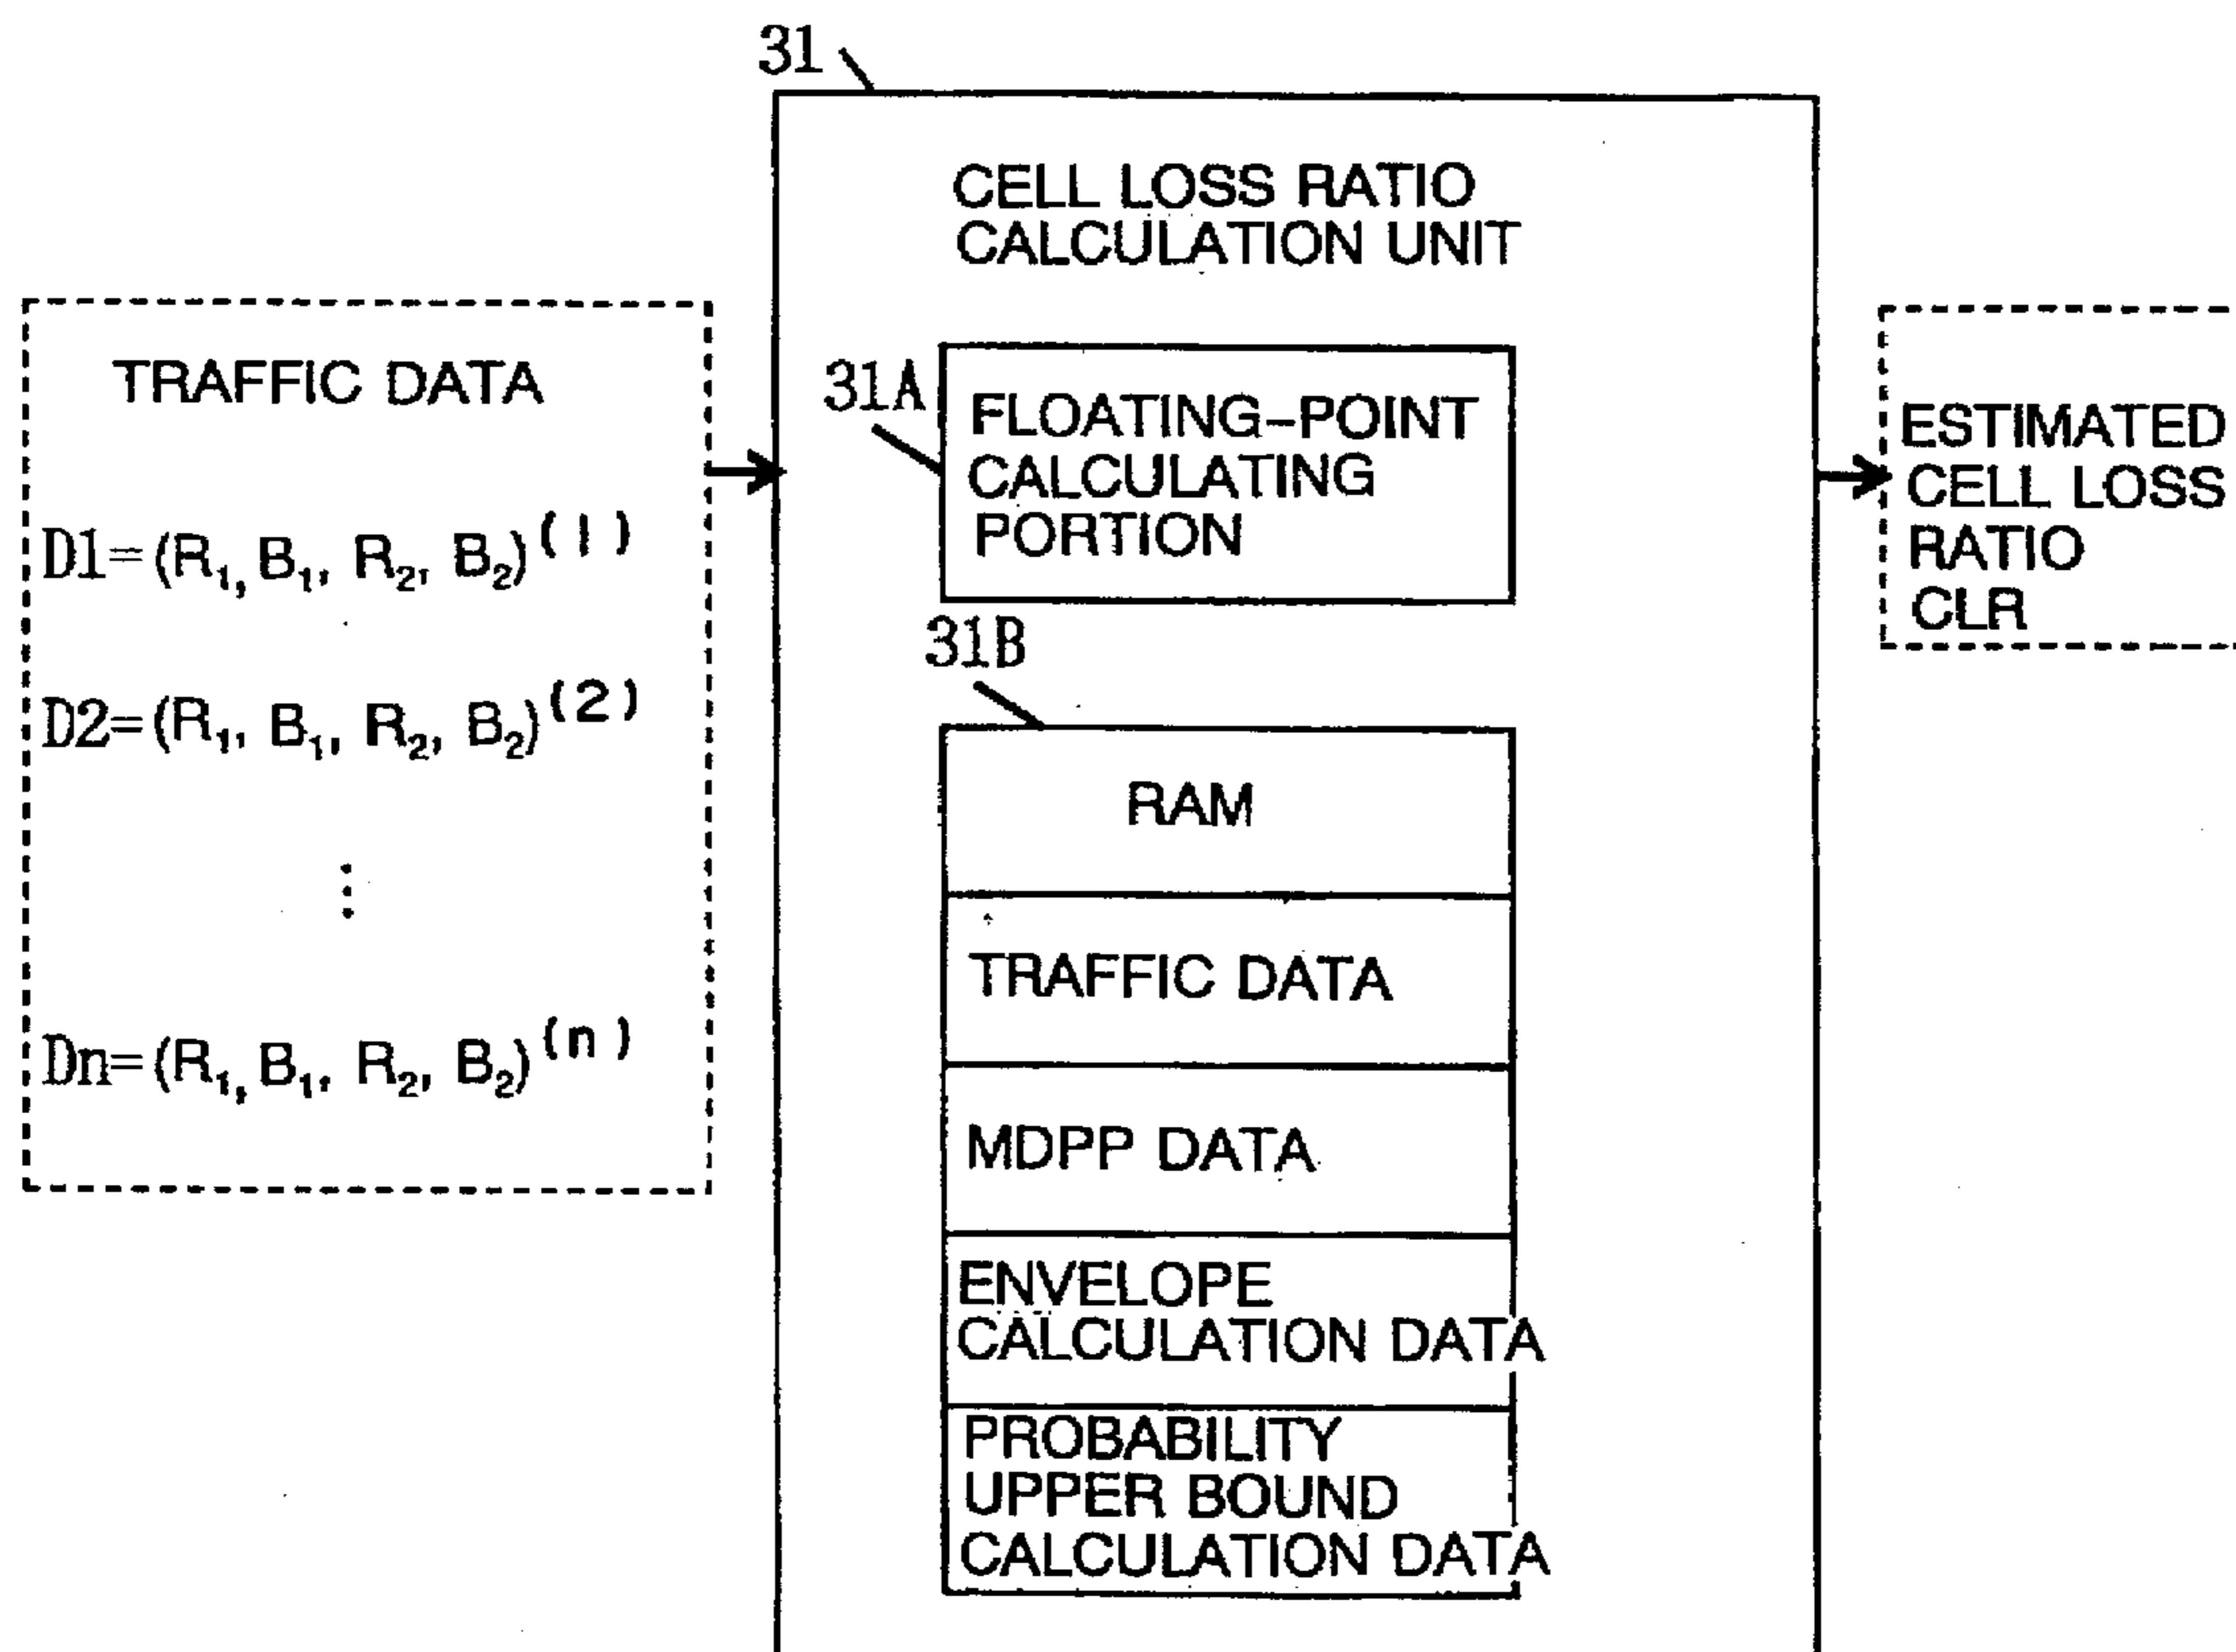 31
CELL LOSS RATIO
CALCULATION UNIT
TRAFFIC DATA
D1=(R₁, B₁, R₂, B₂)⁽¹⁾
D2=(R₁, B₁, R₂, B₂)⁽²⁾
⋮
Dn=(R₁, B₁, R₂, B₂)⁽ⁿ⁾
31A
FLOATING-POINT
CALCULATING
PORTION
31B
RAM
TRAFFIC DATA
MDPP DATA
ENVELOPE
CALCULATION DATA
PROBABILITY
UPPER BOUND
CALCULATION DATA
ESTIMATED
CELL LOSS
RATIO
CLR